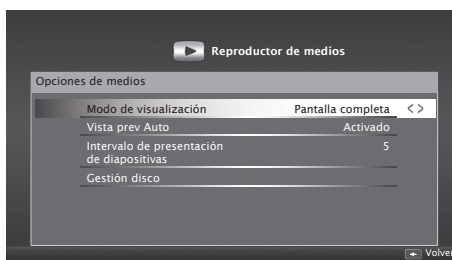 Reproductor de medios
Opciones de medios
Modo de visualización Pantalla completa < >
Vista prev Auto Activado
Intervalo de presentación 5
de diapositivas
Gestión disco
Volver